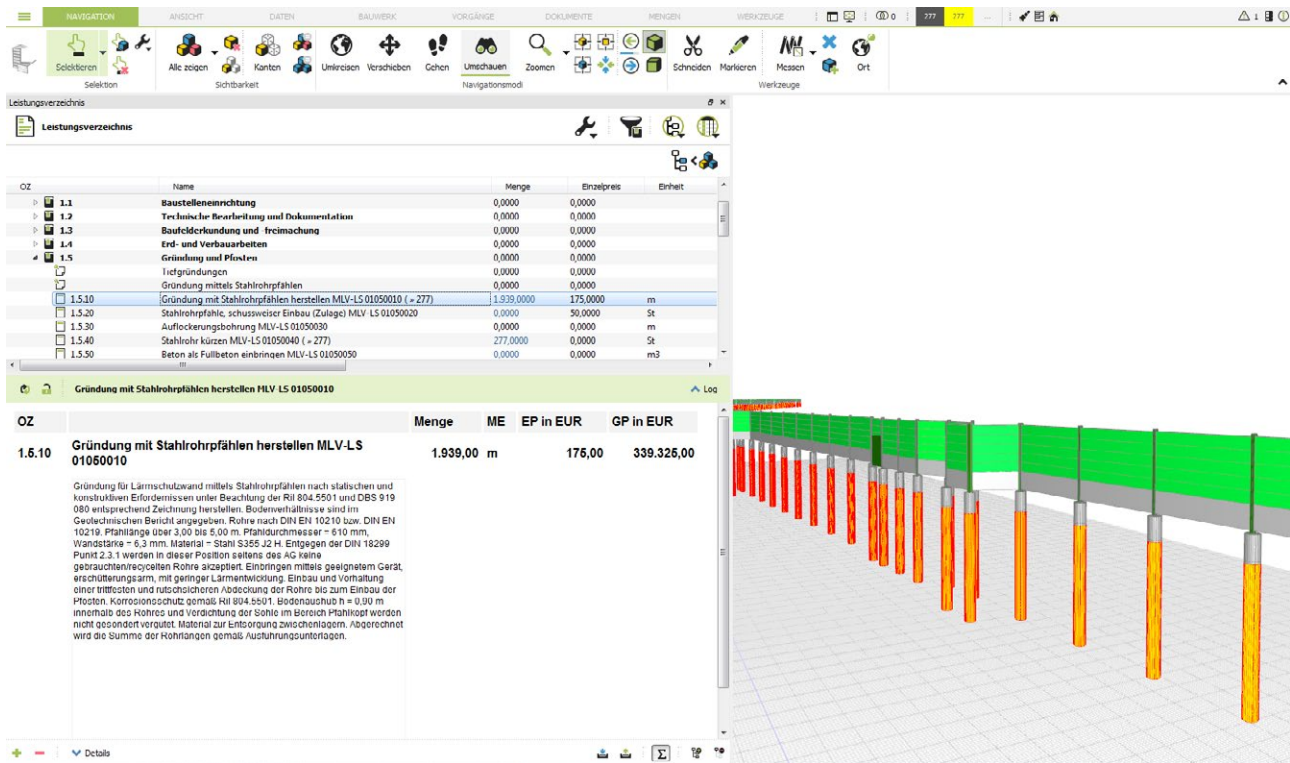 NAVIGATION ANSICHT DATEN BAUWERK VORGÄNGE DOKUMENTE MENGEN WERKZEUGE 0 277 277 ... 1
Selektieren Alle zeigen Kanten Umkreisen Verschieben Gehen Umschauen Zoomen Schneiden Markieren Messen Ort
Selektion Sichtbarkeit Navigationsmodi Werkzeuge
Leistungsverzeichnis
Leistungsverzeichnis
OZ Name Menge Einzelpreis Einheit
1.1 Baustelleneinrichtung 0,0000 0,0000
1.2 Technische Bearbeitung und Dokumentation 0,0000 0,0000
1.3 Baufelderkundung und -freimachung 0,0000 0,0000
1.4 Erd- und Verbauarbeiten 0,0000 0,0000
1.5 Gründung und Pfosten 0,0000 0,0000
Tiefgründungen 0,0000 0,0000
Gründung mittels Stahlrohrpfählen 0,0000 0,0000
1.5.10 Gründung mit Stahlrohrpfählen herstellen MLV-LS 01050010 ( » 277) 1.939,0000 175,0000 m
1.5.20 Stahlrohrpfähle, schussweiser Einbau (Zulage) MLV-LS 01050020 0,0000 50,0000 St
1.5.30 Auflockerungsbohrung MLV-LS 01050030 0,0000 0,0000 m
1.5.40 Stahlrohr kürzen MLV-LS 01050040 ( » 277) 277,0000 0,0000 St
1.5.50 Beton als Füllbeton einbringen MLV-LS 01050050 0,0000 0,0000 m3
Gründung mit Stahlrohrpfählen herstellen MLV-LS 01050010 Log
OZ Menge ME EP in EUR GP in EUR
1.5.10 Gründung mit Stahlrohrpfählen herstellen MLV-LS 1.939,00 m 175,00 339.325,00
01050010
Gründung für Lärmschutzwand mittels Stahlrohrpfählen nach statischen und
konstruktiven Erfordernissen unter Beachtung der Ril 804.5501 und DBS 919
080 entsprechend Zeichnung herstellen. Bodenverhältnisse sind im
Geotechnischen Bericht angegeben. Rohre nach DIN EN 10210 bzw. DIN EN
10219. Pfahllänge über 3,00 bis 5,00 m. Pfahldurchmesser = 610 mm,
Wandstärke = 6,3 mm. Material = Stahl S355 J2 H. Entgegen der DIN 18299
Punkt 2.3.1 werden in dieser Position seitens des AG keine
gebrauchten/recycelten Rohre akzeptiert. Einbringen mittels geeignetem Gerät,
erschütterungsarm, mit geringer Lärmentwicklung. Einbau und Vorhaltung
einer trittfesten und rutschsicheren Abdeckung der Rohre bis zum Einbau der
Pfosten. Korrosionsschutz gemäß Ril 804.5501. Bodenaushub h = 0,90 m
innerhalb des Rohres und Verdichtung der Sohle im Bereich Pfahlkopf werden
nicht gesondert vergütet. Material zur Entsorgung zwischenlagern. Abgerechnet
wird die Summe der Rohrlängen gemäß Ausführungsunterlagen.
Details Σ